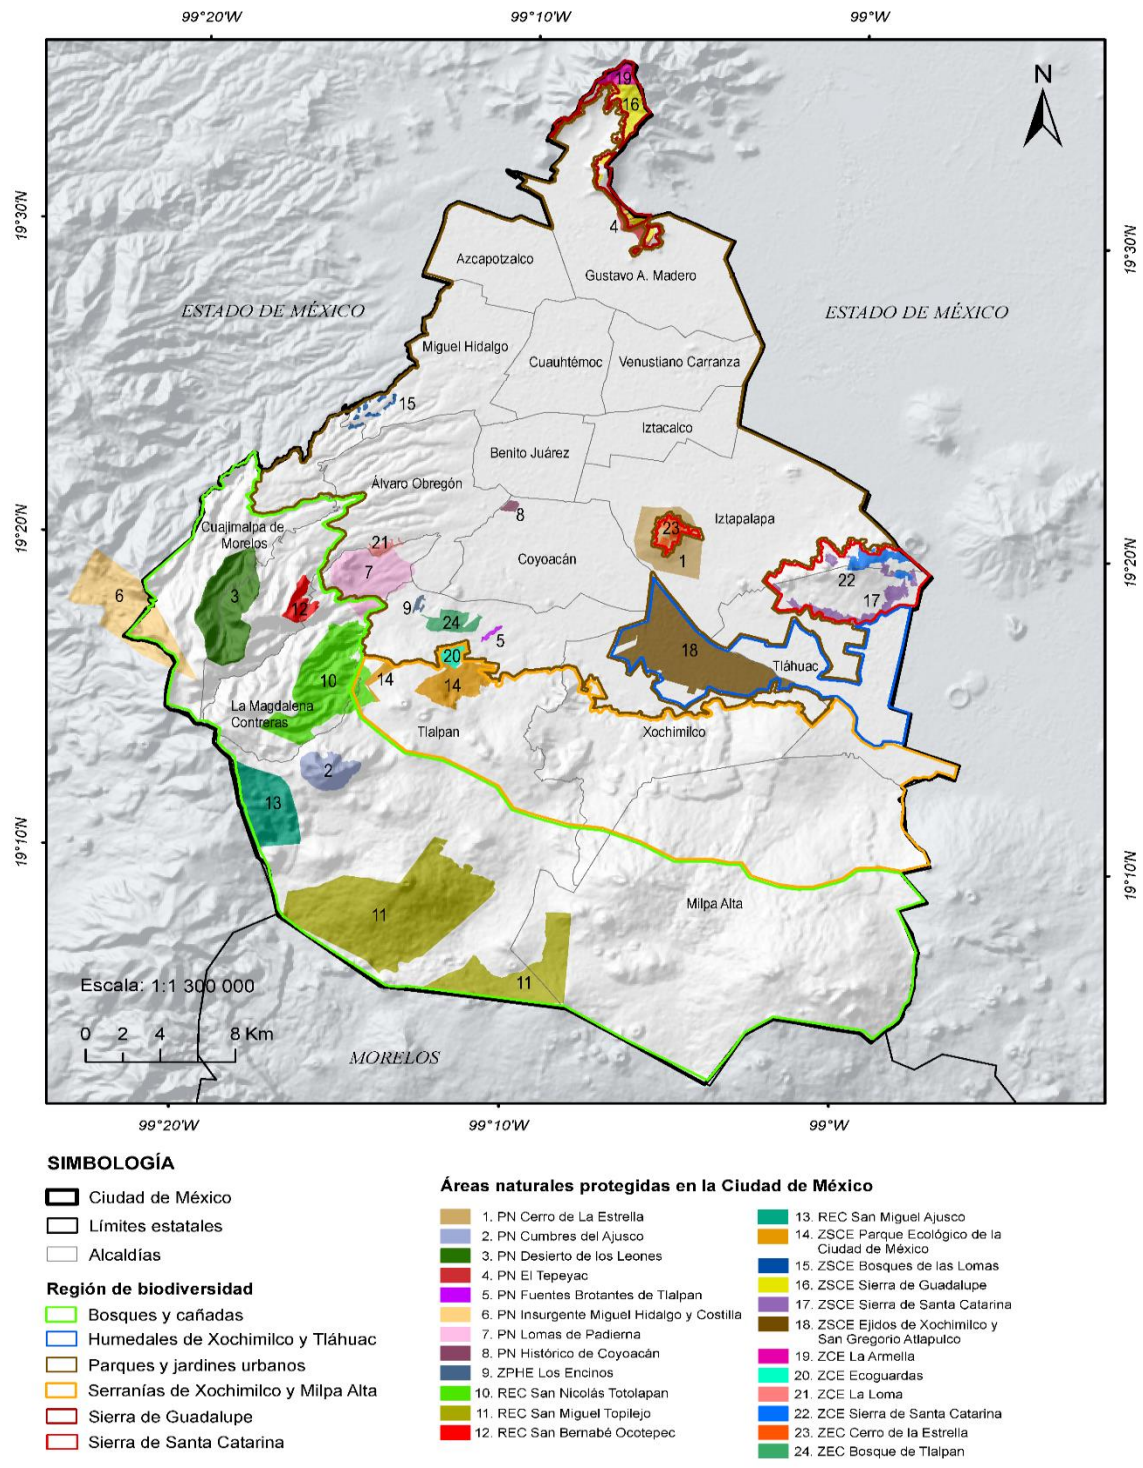 99°20'W 99°10'W 99°W
N
19
16
19°30'N
4
19°30'N
Azcapotzalco
Gustavo A. Madero
ESTADO DE MÉXICO
ESTADO DE MÉXICO
Miguel Hidalgo
Cuauhtémoc
Venustiano Carranza
15
Iztacalco
Benito Juárez
Álvaro Obregón
8
Iztapalapa
Cuajimalpa de
Morelos
23
19°20'N
21
Coyoacán
1
19°20'N
7
22
6
3
12
9
17
24
5
18
20
Tláhuac
10
14
14
La Magdalena
Contreras
Tlalpan
Xochimilco
2
13
19°10'N
19°10'N
Milpa Alta
11
11
Escala: 1:1 300 000
0 2 4 8 Km
MORELOS
99°20'W 99°10'W 99°W
SIMBOLOGÍA
Ciudad de México
Límites estatales
Alcaldías
Región de biodiversidad
Bosques y cañadas
Humedales de Xochimilco y Tláhuac
Parques y jardines urbanos
Serranías de Xochimilco y Milpa Alta
Sierra de Guadalupe
Sierra de Santa Catarina
Áreas naturales protegidas en la Ciudad de México
1. PN Cerro de La Estrella
2. PN Cumbres del Ajusco
3. PN Desierto de los Leones
4. PN El Tepeyac
5. PN Fuentes Brotantes de Tlalpan
6. PN Insurgente Miguel Hidalgo y Costilla
7. PN Lomas de Padierna
8. PN Histórico de Coyoacán
9. ZPHE Los Encinos
10. REC San Nicolás Totolapan
11. REC San Miguel Topilejo
12. REC San Bernabé Ocotepec
13. REC San Miguel Ajusco
14. ZSCE Parque Ecológico de la
Ciudad de México
15. ZSCE Bosques de las Lomas
16. ZSCE Sierra de Guadalupe
17. ZSCE Sierra de Santa Catarina
18. ZSCE Ejidos de Xochimilco y
San Gregorio Atlapulco
19. ZCE La Armella
20. ZCE Ecoguardas
21. ZCE La Loma
22. ZCE Sierra de Santa Catarina
23. ZEC Cerro de la Estrella
24. ZEC Bosque de Tlalpan